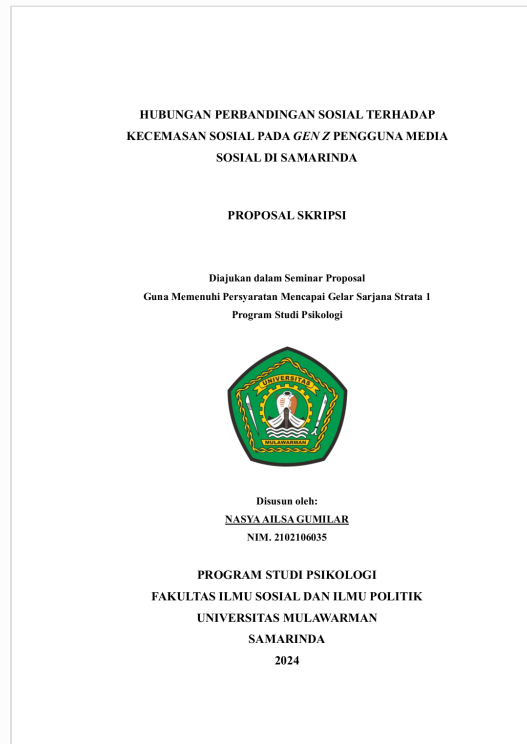 HUBUNGAN PERBANDINGAN SOSIAL TERHADAP
KECEMASAN SOSIAL PADA GEN Z PENGGUNA MEDIA
SOSIAL DI SAMARINDA
PROPOSAL SKRIPSI
Diajukan dalam Seminar Proposal
Guna Memenuhi Persyaratan Mencapai Gelar Sarjana Strata 1
Program Studi Psikologi
UNIVERSITAS
MULAWARMAN
Disusun oleh:
NASYA AILSA GUMILAR
NIM. 2102106035
PROGRAM STUDI PSIKOLOGI
FAKULTAS ILMU SOSIAL DAN ILMU POLITIK
UNIVERSITAS MULAWARMAN
SAMARINDA
2024